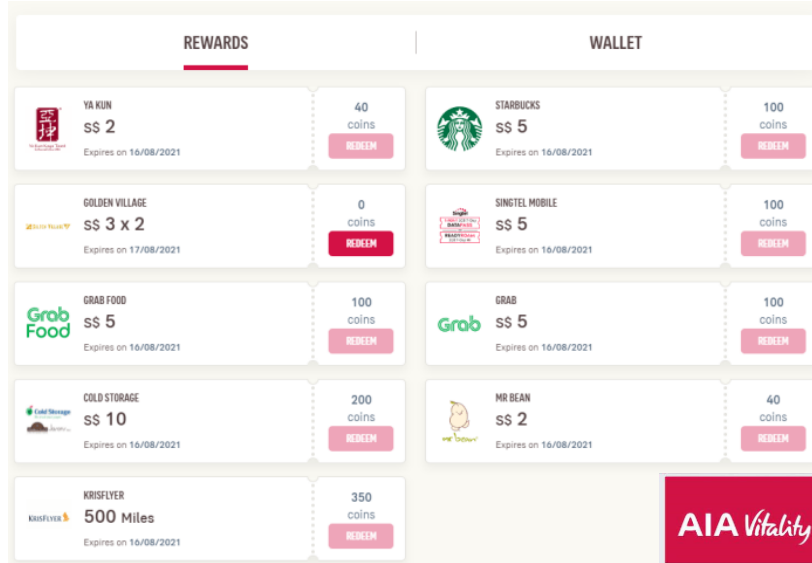 REWARDS
WALLET
YA KUN
S$ 2
Expires on 16/08/2021
40
coins
REDEEM
STARBUCKS
S$ 5
Expires on 16/08/2021
100
coins
REDEEM
GOLDEN VILLAGE
S$ 3 x 2
Expires on 17/08/2021
0
coins
REDEEM
SINGTEL MOBILE
S$ 5
Expires on 16/08/2021
100
coins
REDEEM
Singtel
DATAPASS
Grab
Food
GRAB FOOD
S$ 5
Expires on 16/08/2021
100
coins
REDEEM
Grab
GRAB
S$ 5
Expires on 16/08/2021
100
coins
REDEEM
Cold Storage
COLD STORAGE
S$ 10
Expires on 16/08/2021
200
coins
REDEEM
mr bean
MR BEAN
S$ 2
Expires on 16/08/2021
40
coins
REDEEM
KRISFLYER
KRISFLYER
500 Miles
Expires on 16/08/2021
350
coins
REDEEM
AIA Vitality